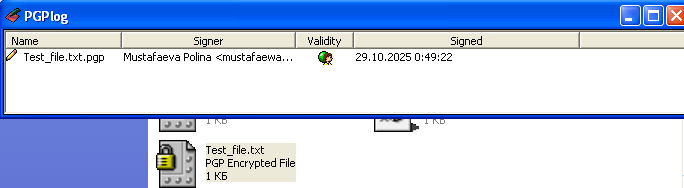 PGPlog
Name Signer Validity Signed
Test_file.txt.pgp Mustafaeva Polina <mustafaewa... 29.10.2025 0:49:22
1 КБ 1 КБ
Test_file.txt
PGP Encrypted File
1 КБ